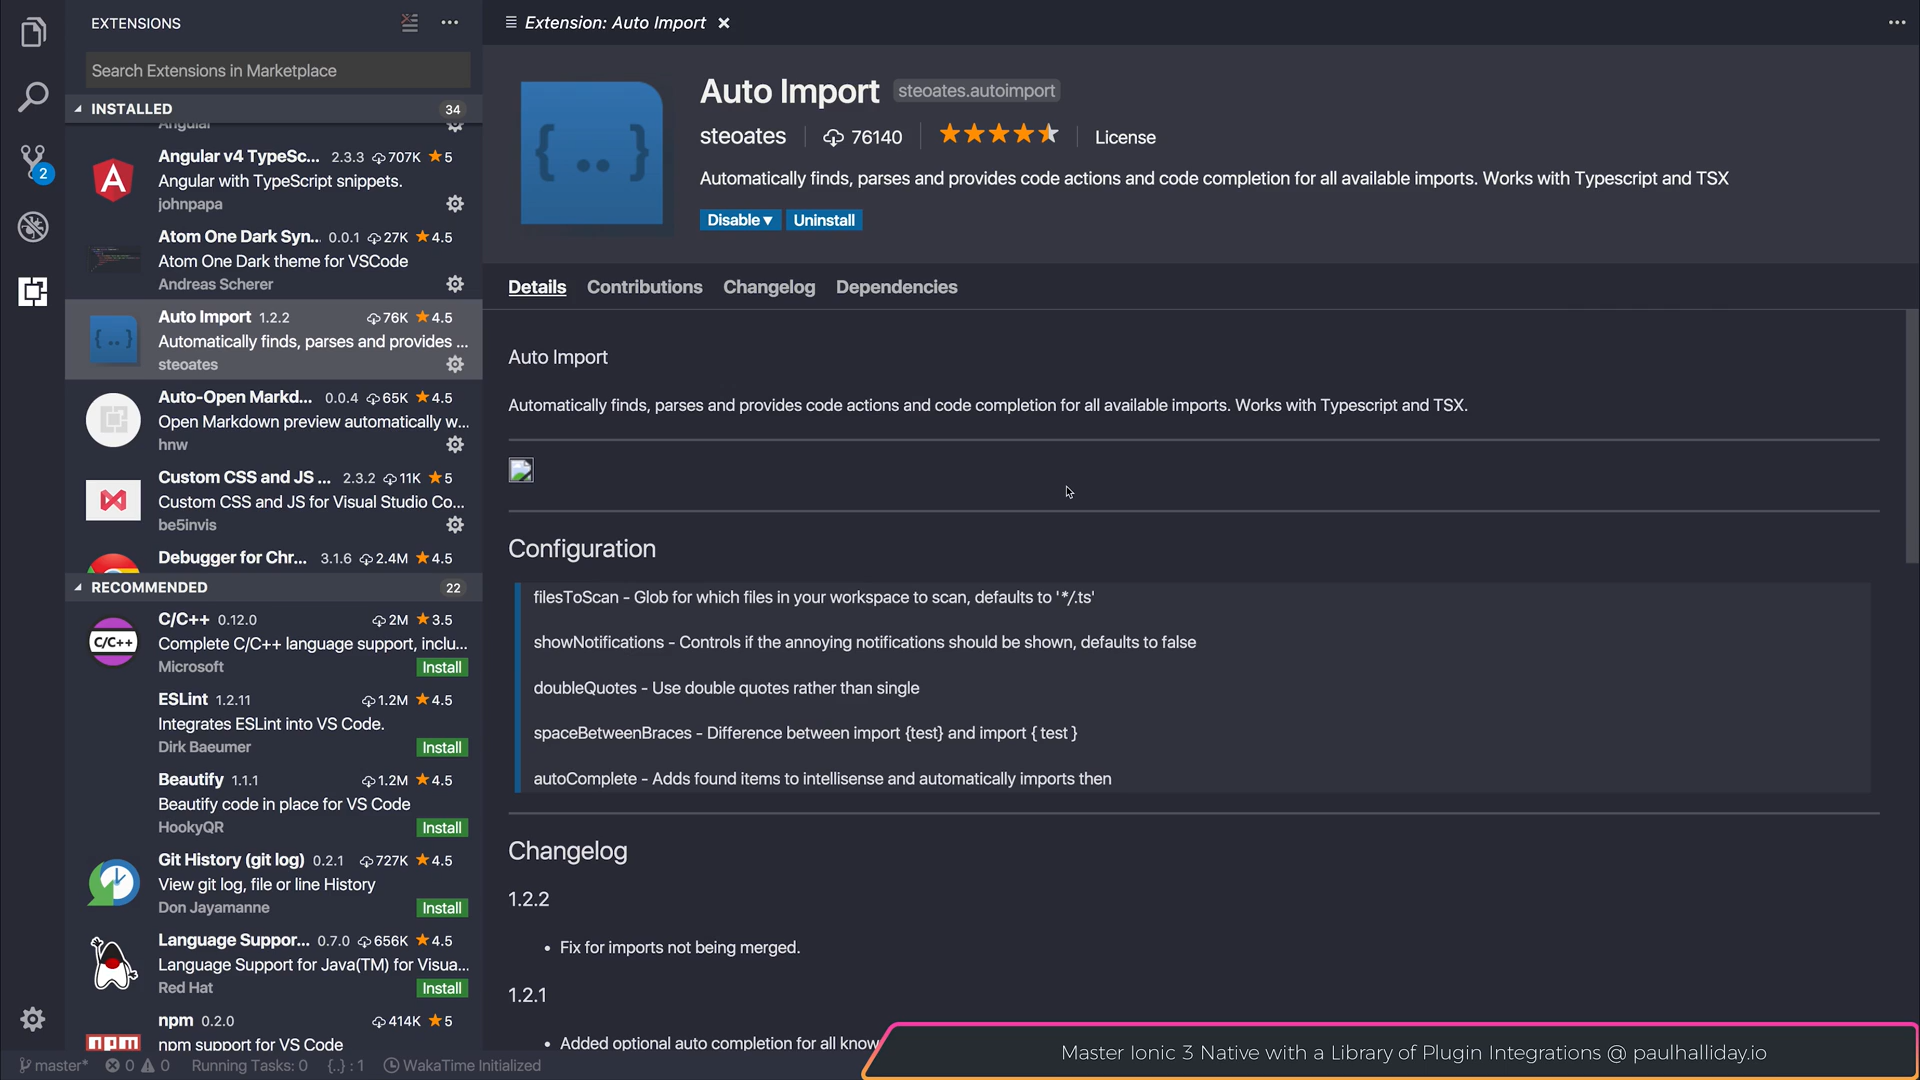 EXTENSIONS
Search Extensions in Marketplace
INSTALLED 34
Angular
Angular v4 TypeSc... 2.3.3 707K 5
Angular with TypeScript snippets.
johnpapa
Atom One Dark Syn... 0.0.1 27K 4.5
Atom One Dark theme for VSCode
Andreas Scherer
Auto Import 1.2.2 76K 4.5
Automatically finds, parses and provides ...
steoates
Auto-Open Markd... 0.0.4 65K 4.5
Open Markdown preview automatically w...
hnw
Custom CSS and JS ... 2.3.2 11K 5
Custom CSS and JS for Visual Studio Co...
be5invis
Debugger for Chr... 3.1.6 2.4M 4.5
RECOMMENDED 22
C/C++ 0.12.0 2M 3.5
C/C++
Complete C/C++ language support, inclu...
Microsoft Install
ESLint 1.2.11 1.2M 4.5
Integrates ESLint into VS Code.
Dirk Baeumer Install
Beautify 1.1.1 1.2M 4.5
Beautify code in place for VS Code
HookyQR Install
Git History (git log) 0.2.1 727K 4.5
View git log, file or line History
Don Jayamanne Install
Language Suppor... 0.7.0 656K 4.5
Language Support for Java(TM) for Visua...
Red Hat Install
npm 0.2.0 414K 5
npm
npm support for VS Code
2
Extension: Auto Import
{..}
Auto Import steoates.autoimport
steoates 76140 License
Automatically finds, parses and provides code actions and code completion for all available imports. Works with Typescript and TSX
Disable Uninstall
Details Contributions Changelog Dependencies
Auto Import
Automatically finds, parses and provides code actions and code completion for all available imports. Works with Typescript and TSX.
Configuration
filesToScan - Glob for which files in your workspace to scan, defaults to '*/.ts'
showNotifications - Controls if the annoying notifications should be shown, defaults to false
doubleQuotes - Use double quotes rather than single
spaceBetweenBraces - Difference between import {test} and import { test }
autoComplete - Adds found items to intellisense and automatically imports then
Changelog
1.2.2
• Fix for imports not being merged.
1.2.1
• Added optional auto completion for all know
master* 0 0 Running Tasks: 0 {..} : 1 WakaTime Initialized
Master Ionic 3 Native with a Library of Plugin Integrations @ paulhalliday.io